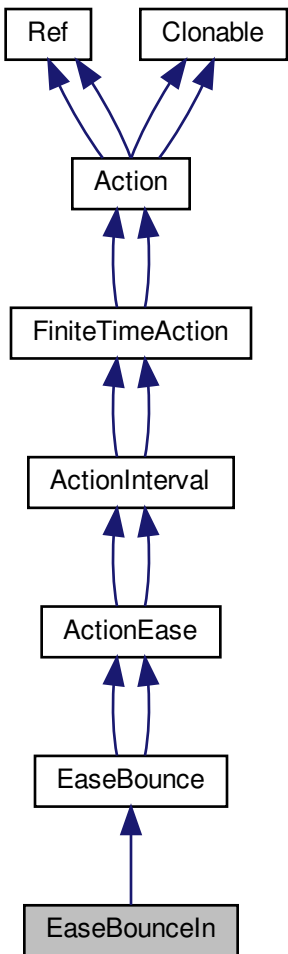 Ref
Clonable
Action
FiniteTimeAction
ActionInterval
ActionEase
EaseBounce
EaseBounceIn